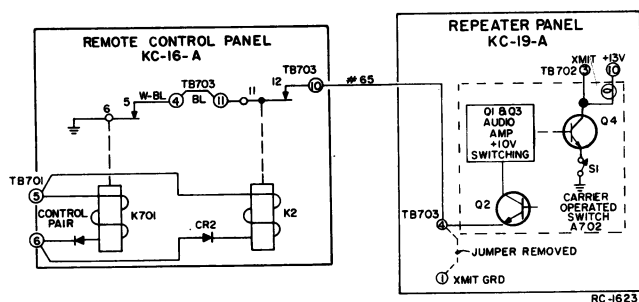 REMOTE CONTROL PANEL
KC-16-A
TB703
12
10
# 65
W-BL
5
4
TB703
BL
11
11
6
TB701
5
CONTROL
PAIR
6
K701
CR2
K2
REPEATER PANEL
KC-19-A
XMIT +13V
TB702
3
10
Q1 & Q3
AUDIO
AMP
+10V
SWITCHING
Q4
S1
Q2
CARRIER
OPERATED
SWITCH
A702
TB703
4
JUMPER REMOVED
1
XMIT GRD
RC-1623